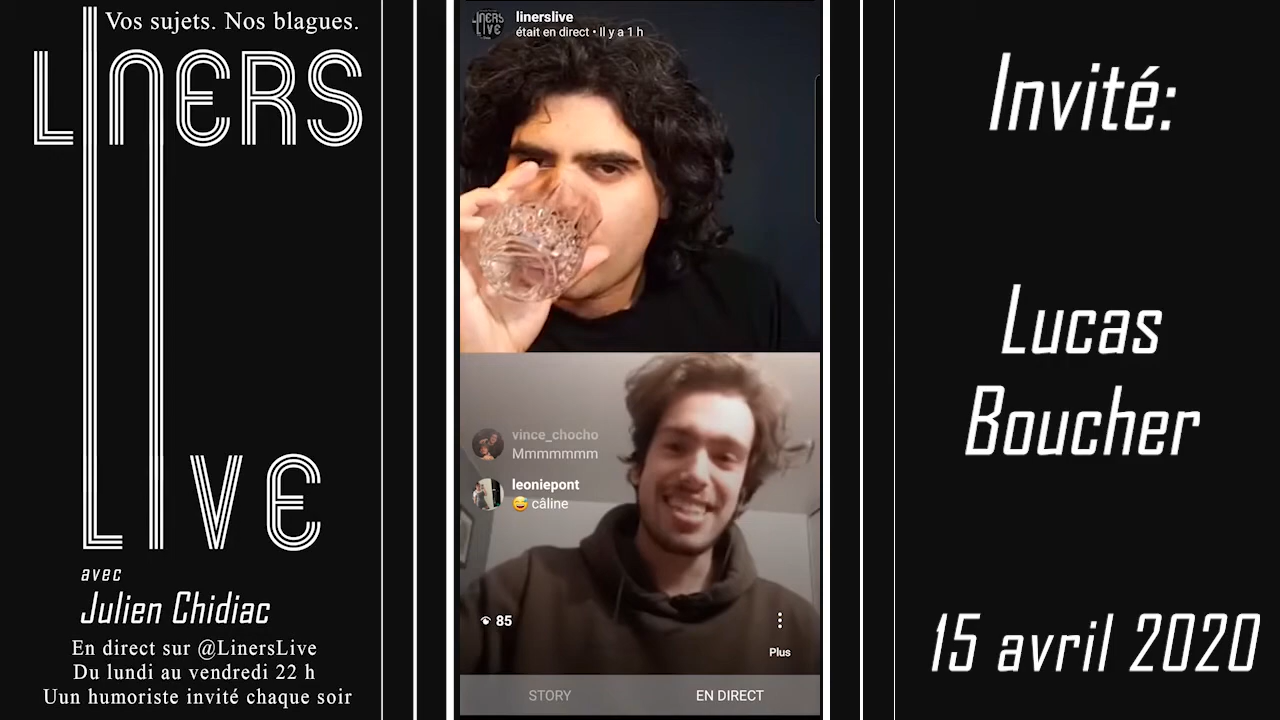 Vos sujets. Nos blagues.
LINERS
LIVE
avec
Julien Chidiac
En direct sur @LinersLive
Du lundi au vendredi 22 h
Uun humoriste invité chaque soir
LINERS
LIVE
linerslive
était en direct • Il y a 1 h
vince_chocho
Mmmmmmm
leoniepont
😅 câline
85
Plus
STORY
EN DIRECT
Invité:
Lucas
Boucher
15 avril 2020